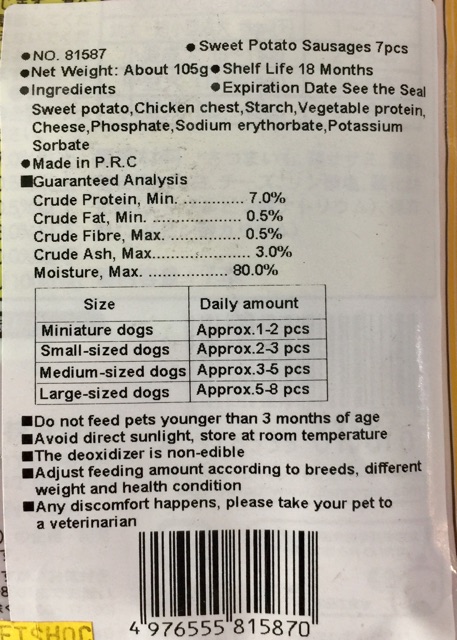 ●NO. 81587 ●Sweet Potato Sausages 7pcs
●Net Weight: About 105g●Shelf Life 18 Months
●Ingredients ●Expiration Date See the Seal
Sweet potato,Chicken chest,Starch,Vegetable protein,
Cheese,Phosphate,Sodium erythorbate,Potassium
Sorbate
●Made in P.R.C
■Guaranteed Analysis
Crude Protein, Min. ............. 7.0%
Crude Fat, Min. ..................... 0.5%
Crude Fibre, Max. ................ 0.5%
Crude Ash, Max...................... 3.0%
Moisture, Max. .................. 80.0%
Size Daily amount
Miniature dogs Approx.1-2 pcs
Small-sized dogs Approx.2-3 pcs
Medium-sized dogs Approx.3-5 pcs
Large-sized dogs Approx.5-8 pcs
■Do not feed pets younger than 3 months of age
■Avoid direct sunlight, store at room temperature
■The deoxidizer is non-edible
■Adjust feeding amount according to breeds, different
weight and health condition
■Any discomfort happens, please take your pet to
a veterinarian
4 976555 815870